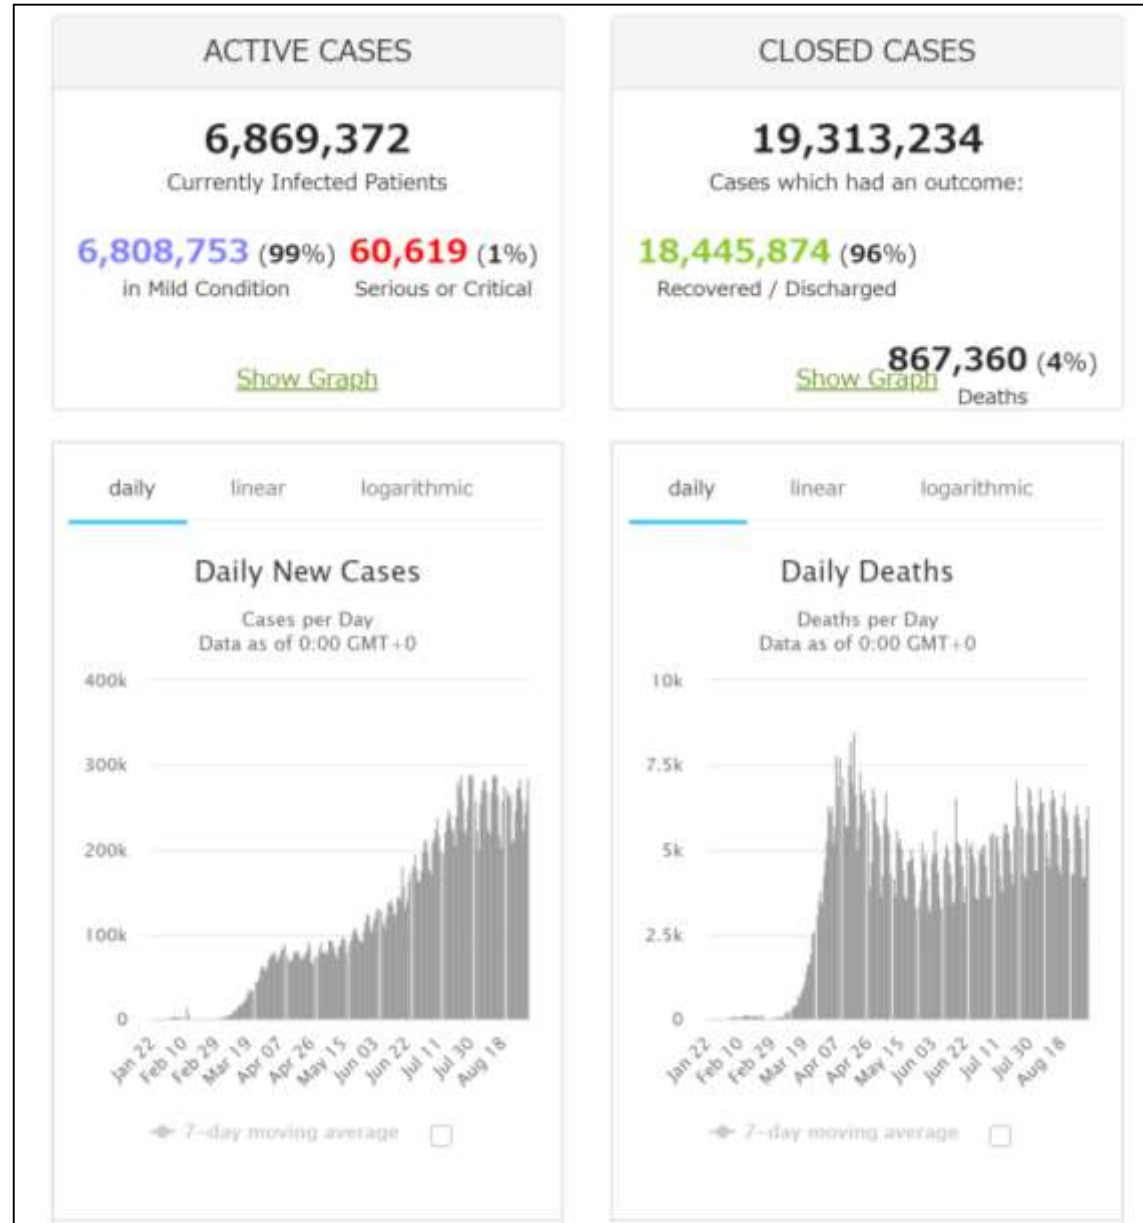 ACTIVE CASES
6,869,372
Currently Infected Patients
6,808,753 (99%) 60,619 (1%)
in Mild Condition Serious or Critical
Show Graph
CLOSED CASES
19,313,234
Cases which had an outcome:
18,445,874 (96%)
Recovered / Discharged
867,360 (4%)
Deaths
Show Graph
daily linear logarithmic
Daily New Cases
Cases per Day
Data as of 0:00 GMT+0
400k
300k
200k
100k
0
Jan 22 Feb 10 Feb 29 Mar 19 Apr 07 Apr 26 May 15 Jun 03 Jun 22 Jul 11 Jul 30 Aug 18
7-day moving average
daily linear logarithmic
Daily Deaths
Deaths per Day
Data as of 0:00 GMT+0
10k
7.5k
5k
2.5k
0
Jan 22 Feb 10 Feb 29 Mar 19 Apr 07 Apr 26 May 15 Jun 03 Jun 22 Jul 11 Jul 30 Aug 18
7-day moving average